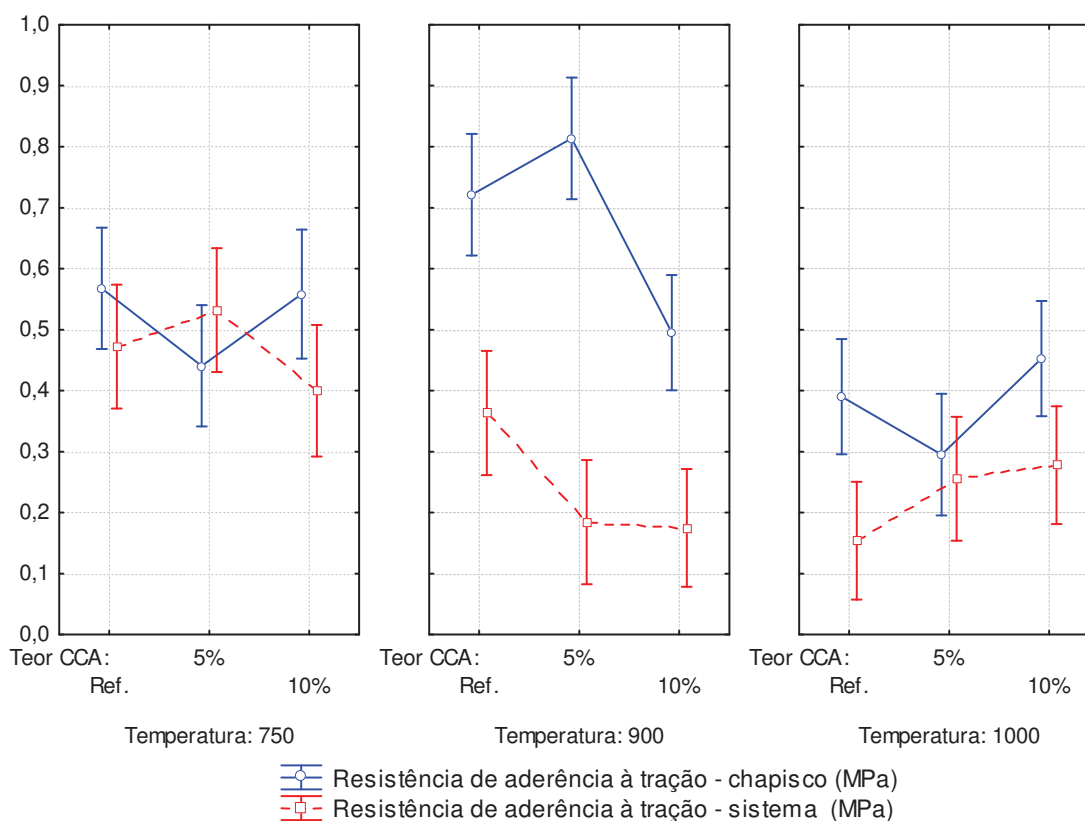 1,0
0,9
0,8
0,7
0,6
0,5
0,4
0,3
0,2
0,1
0,0
Teor CCA: 5% Teor CCA: 5% Teor CCA: 5%
Ref. 10% Ref. 10% Ref. 10%
Temperatura: 750 Temperatura: 900 Temperatura: 1000
Resistência de aderência à tração - chapisco (MPa)
Resistência de aderência à tração - sistema (MPa)